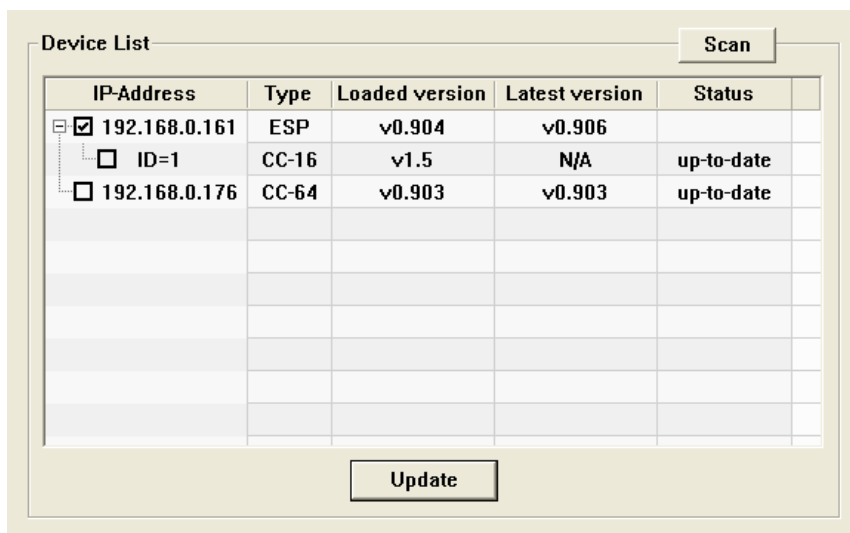 Device List Scan
IP-Address Type Loaded version Latest version Status
192.168.0.161 ESP v0.904 v0.906
ID=1 CC-16 v1.5 N/A up-to-date
192.168.0.176 CC-64 v0.903 v0.903 up-to-date
Update